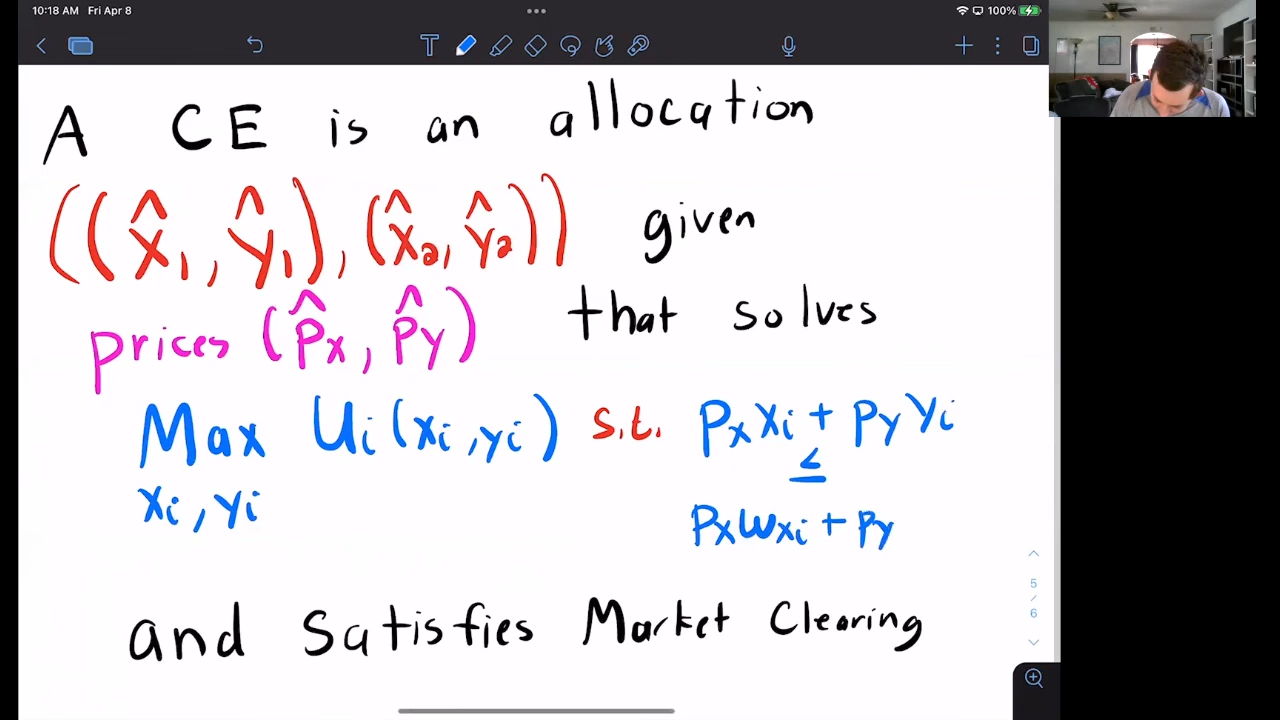 10:18 AM Fri Apr 8
100%
T
A CE is an allocation
((x̂₁, ŷ₁), (x̂₂, ŷ₂)) given
prices (p̂x, p̂y) that solves
Max Ui(xi, yi) s.t. Pxxi + Pyyi
xi, yi ≤
Pxωxi + Py
5
/
6
and satisfies Market Clearing